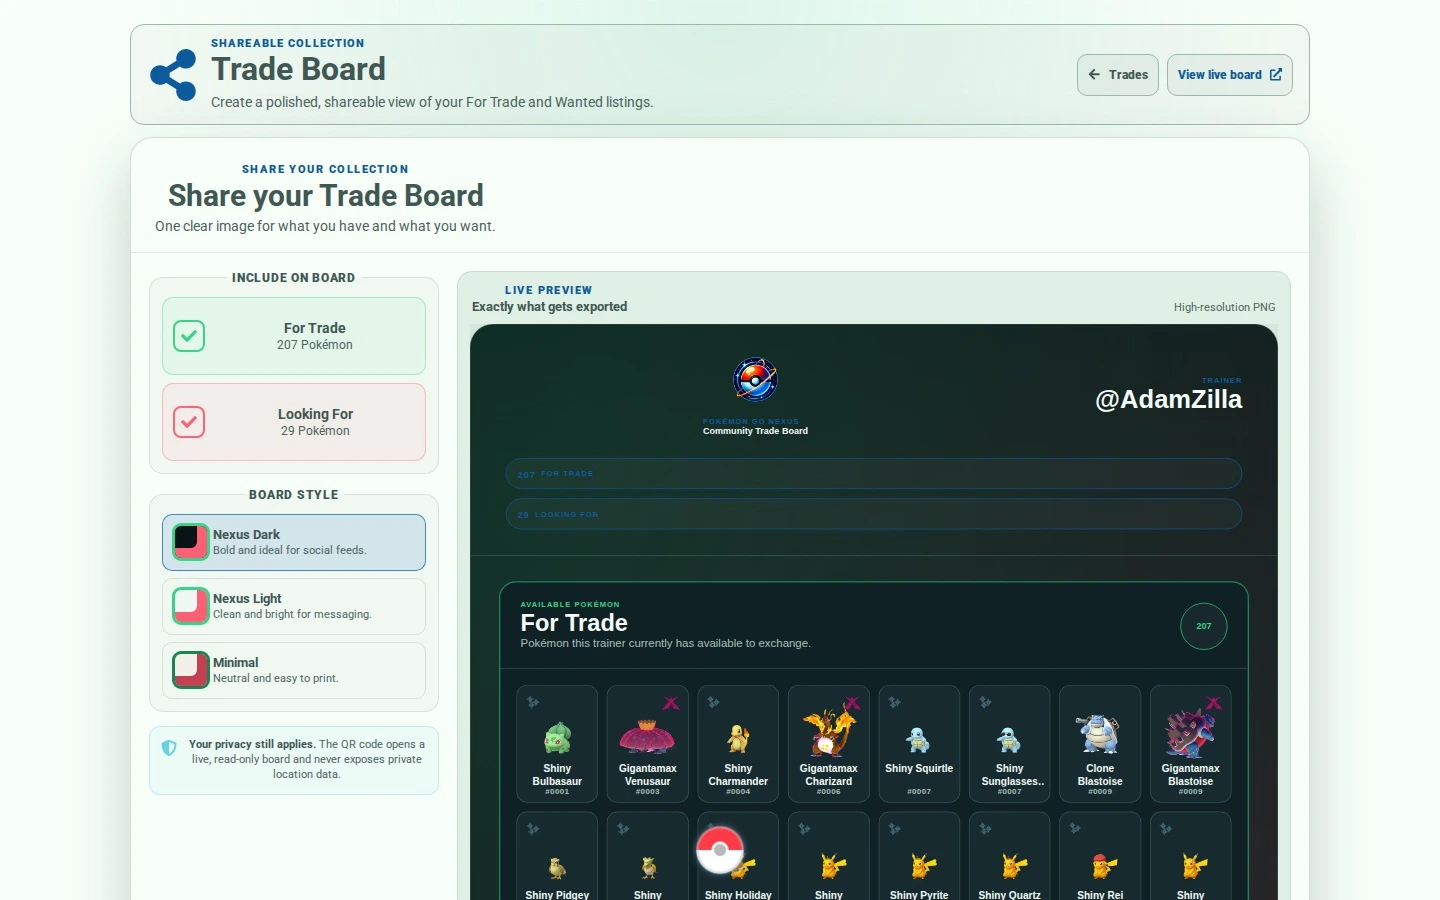 SHAREABLE COLLECTION
Trade Board
Create a polished, shareable view of your For Trade and Wanted listings.
Trades
View live board
SHARE YOUR COLLECTION
Share your Trade Board
One clear image for what you have and what you want.
INCLUDE ON BOARD
For Trade
207 Pokémon
Looking For
29 Pokémon
BOARD STYLE
Nexus Dark
Bold and ideal for social feeds.
Nexus Light
Clean and bright for messaging.
Minimal
Neutral and easy to print.
Your privacy still applies. The QR code opens a
live, read-only board and never exposes private
location data.
LIVE PREVIEW
Exactly what gets exported
High-resolution PNG
POKÉMON GO NEXUS
Community Trade Board
TRAINER
@AdamZilla
207 FOR TRADE
29 LOOKING FOR
AVAILABLE POKÉMON
For Trade
Pokémon this trainer currently has available to exchange.
207
Shiny Bulbasaur
#0001
Gigantamax Venusaur
#0003
Shiny Charmander
#0004
Gigantamax Charizard
#0006
Shiny Squirtle
#0007
Shiny Sunglasses..
#0007
Clone Blastoise
#0009
Gigantamax Blastoise
#0009
Shiny Pidgey
Shiny
Shiny Holiday
Shiny
Shiny Pyrite
Shiny Quartz
Shiny Rei
Shiny